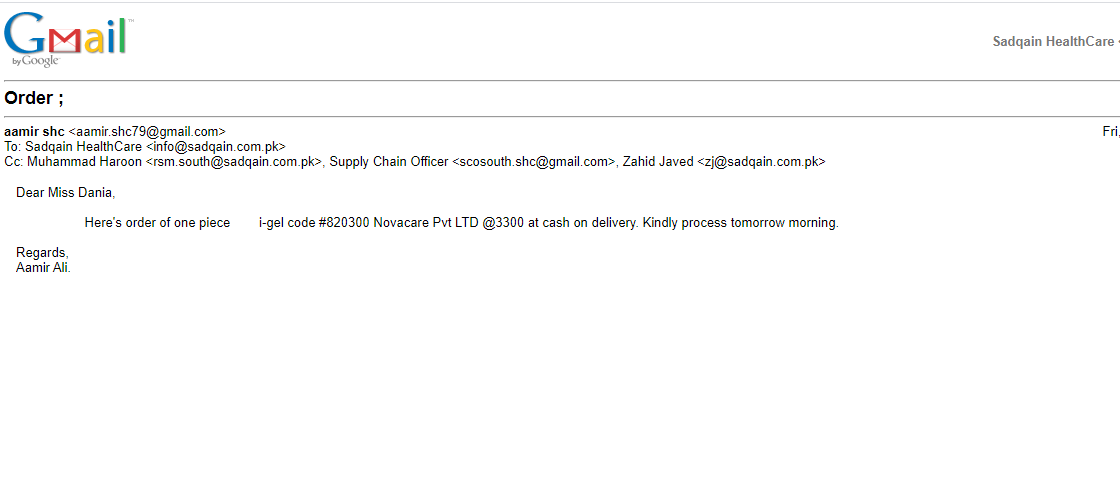 Gmail
by Google™
Sadqain HealthCare
Order ;
aamir shc <aamir.shc79@gmail.com>
Fri,
To: Sadqain HealthCare <info@sadqain.com.pk>
Cc: Muhammad Haroon <rsm.south@sadqain.com.pk>, Supply Chain Officer <scosouth.shc@gmail.com>, Zahid Javed <zj@sadqain.com.pk>
Dear Miss Dania,
Here's order of one piece i-gel code #820300 Novacare Pvt LTD @3300 at cash on delivery. Kindly process tomorrow morning.
Regards,
Aamir Ali.